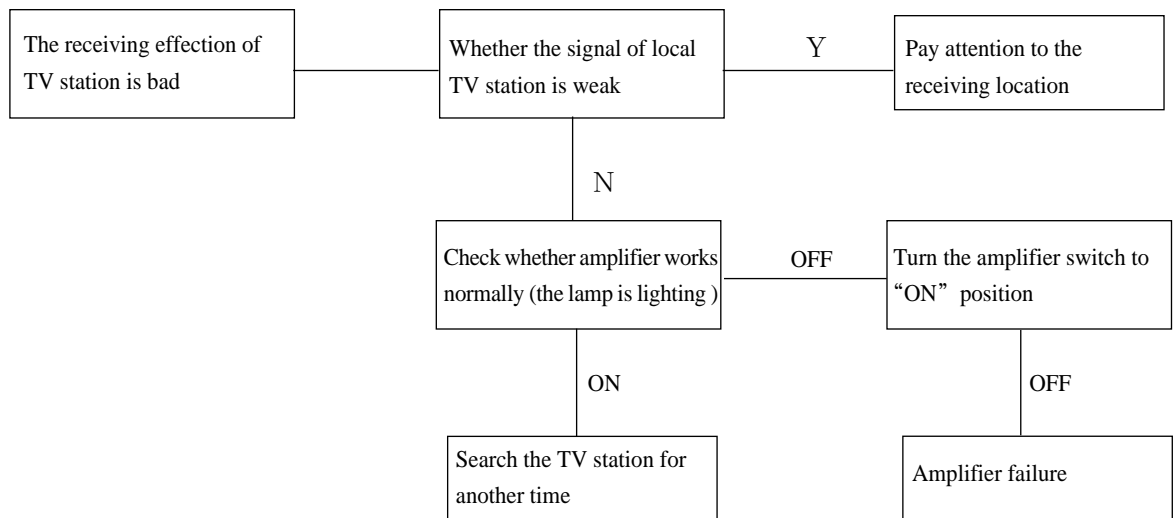 The receiving effection of
TV station is bad
Whether the signal of local
TV station is weak
Y
Pay attention to the
receiving location
N
Check whether amplifier works
normally (the lamp is lighting )
OFF
Turn the amplifier switch to
“ON” position
ON
OFF
Search the TV station for
another time
Amplifier failure